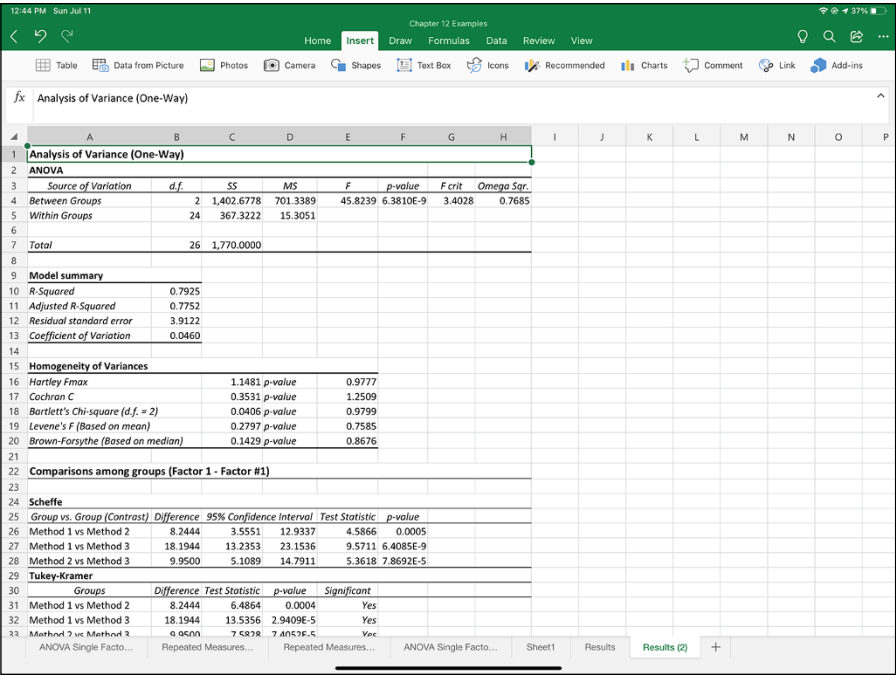 12:44 PM Sun Jul 11
37%
Chapter 12 Examples
Home Insert Draw Formulas Data Review View
Table Data from Picture Photos Camera Shapes Text Box Icons Recommended Charts Comment Link Add-ins
fx Analysis of Variance (One-Way)
A B C D E F G H I J K L M N O P
1 Analysis of Variance (One-Way)
2 ANOVA
3 Source of Variation d.f. SS MS F p-value F crit Omega Sqr.
4 Between Groups 2 1,402.6778 701.3389 45.8239 6.3810E-9 3.4028 0.7685
5 Within Groups 24 367.3222 15.3051
6
7 Total 26 1,770.0000
8
9 Model summary
10 R-Squared 0.7925
11 Adjusted R-Squared 0.7752
12 Residual standard error 3.9122
13 Coefficient of Variation 0.0460
14
15 Homogeneity of Variances
16 Hartley Fmax 1.1481 p-value 0.9777
17 Cochran C 0.3531 p-value 1.2509
18 Bartlett's Chi-square (d.f. = 2) 0.0406 p-value 0.9799
19 Levene's F (Based on mean) 0.2797 p-value 0.7585
20 Brown-Forsythe (Based on median) 0.1429 p-value 0.8676
21
22 Comparisons among groups (Factor 1 - Factor #1)
23
24 Scheffe
25 Group vs. Group (Contrast) Difference 95% Confidence Interval Test Statistic p-value
26 Method 1 vs Method 2 8.2444 3.5551 12.9337 4.5866 0.0005
27 Method 1 vs Method 3 18.1944 13.2353 23.1536 9.5711 6.4085E-9
28 Method 2 vs Method 3 9.9500 5.1089 14.7911 5.3618 7.8692E-5
29 Tukey-Kramer
30 Groups Difference Test Statistic p-value Significant
31 Method 1 vs Method 2 8.2444 6.4864 0.0004 Yes
32 Method 1 vs Method 3 18.1944 13.5356 2.9409E-5 Yes
33 Method 2 vs Method 3 9.9500 7.5828 7.4052E-5 Yes
ANOVA Single Facto... Repeated Measures... Repeated Measures... ANOVA Single Facto... Sheet1 Results Results (2) +